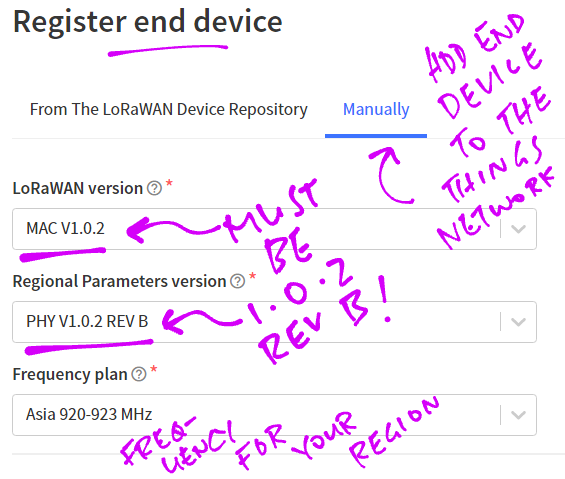 Register end device
From The LoRaWAN Device Repository
Manually
ADD END
DEVICE
TO THE
THINGS
NETWORK
LoRaWAN version ? *
MAC V1.0.2
MUST
BE
1.0.2
REV B!
Regional Parameters version ? *
PHY V1.0.2 REV B
Frequency plan ? *
Asia 920-923 MHz
FREQ-
UENCY FOR YOUR REGION